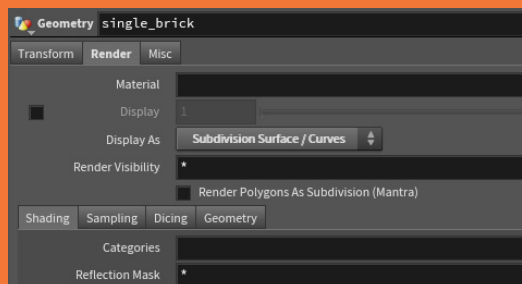 Geometry single_brick
Transform Render Misc
Material
Display 1
Display As Subdivision Surface / Curves
Render Visibility *
Render Polygons As Subdivision (Mantra)
Shading Sampling Dicing Geometry
Categories
Reflection Mask *